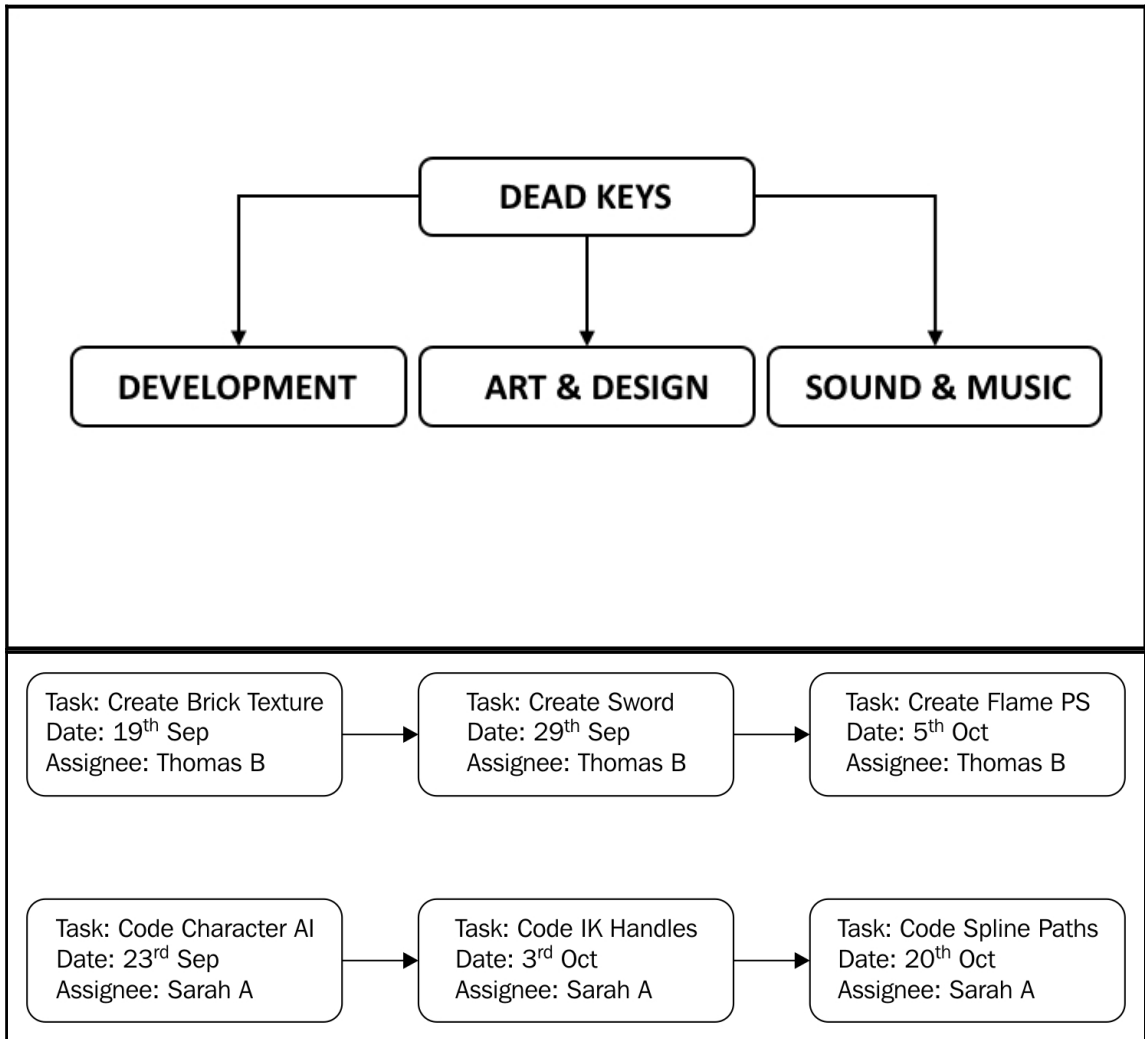 DEAD KEYS
DEVELOPMENT
ART & DESIGN
SOUND & MUSIC
Task: Create Brick Texture
Date: 19th Sep
Assignee: Thomas B
Task: Create Sword
Date: 29th Sep
Assignee: Thomas B
Task: Create Flame PS
Date: 5th Oct
Assignee: Thomas B
Task: Code Character AI
Date: 23rd Sep
Assignee: Sarah A
Task: Code IK Handles
Date: 3rd Oct
Assignee: Sarah A
Task: Code Spline Paths
Date: 20th Oct
Assignee: Sarah A